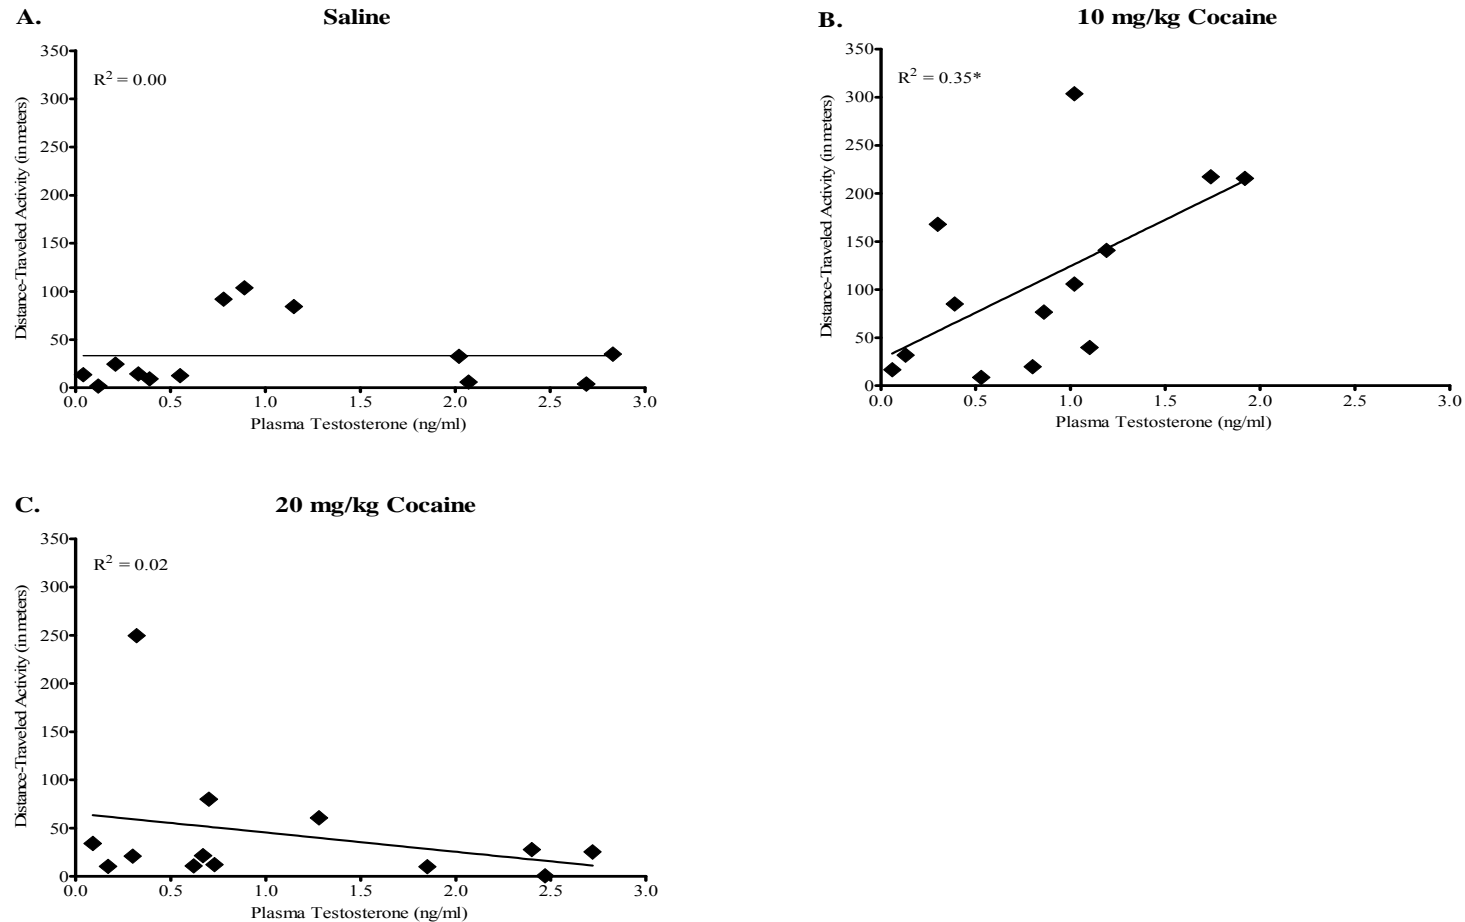 A.
Saline
R² = 0.00
Distance-Traveled Activity (in meters)
350
300
250
200
150
100
50
0
0.0 0.5 1.0 1.5 2.0 2.5 3.0
Plasma Testosterone (ng/ml)
B.
10 mg/kg Cocaine
R² = 0.35*
Distance-Traveled Activity (in meters)
350
300
250
200
150
100
50
0
0.0 0.5 1.0 1.5 2.0 2.5 3.0
Plasma Testosterone (ng/ml)
C.
20 mg/kg Cocaine
R² = 0.02
Distance-Traveled Activity (in meters)
350
300
250
200
150
100
50
0
0.0 0.5 1.0 1.5 2.0 2.5 3.0
Plasma Testosterone (ng/ml)